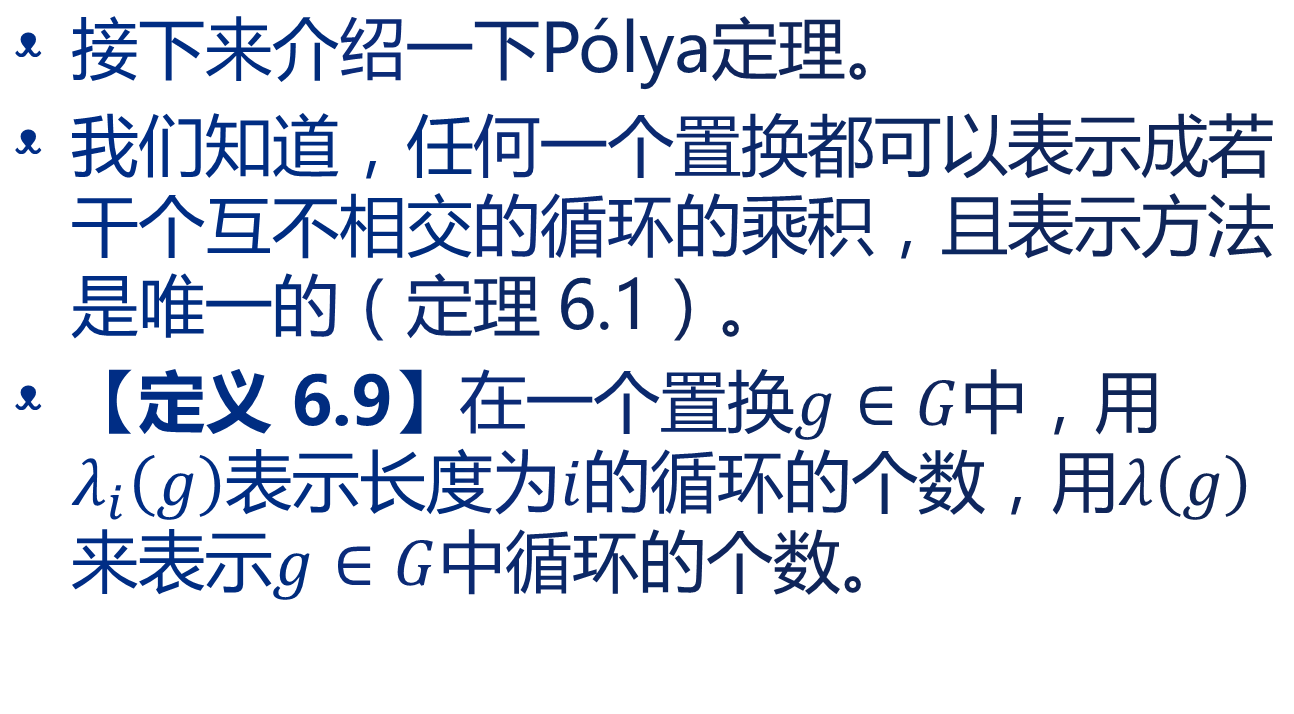 接下来介绍一下Pólya定理。
我们知道，任何一个置换都可以表示成若
干个互不相交的循环的乘积，且表示方法
是唯一的（定理 6.1）。
【定义 6.9】在一个置换g ∈ G中，用
λᵢ(g)表示长度为i的循环的个数，用λ(g)
来表示g ∈ G中循环的个数。